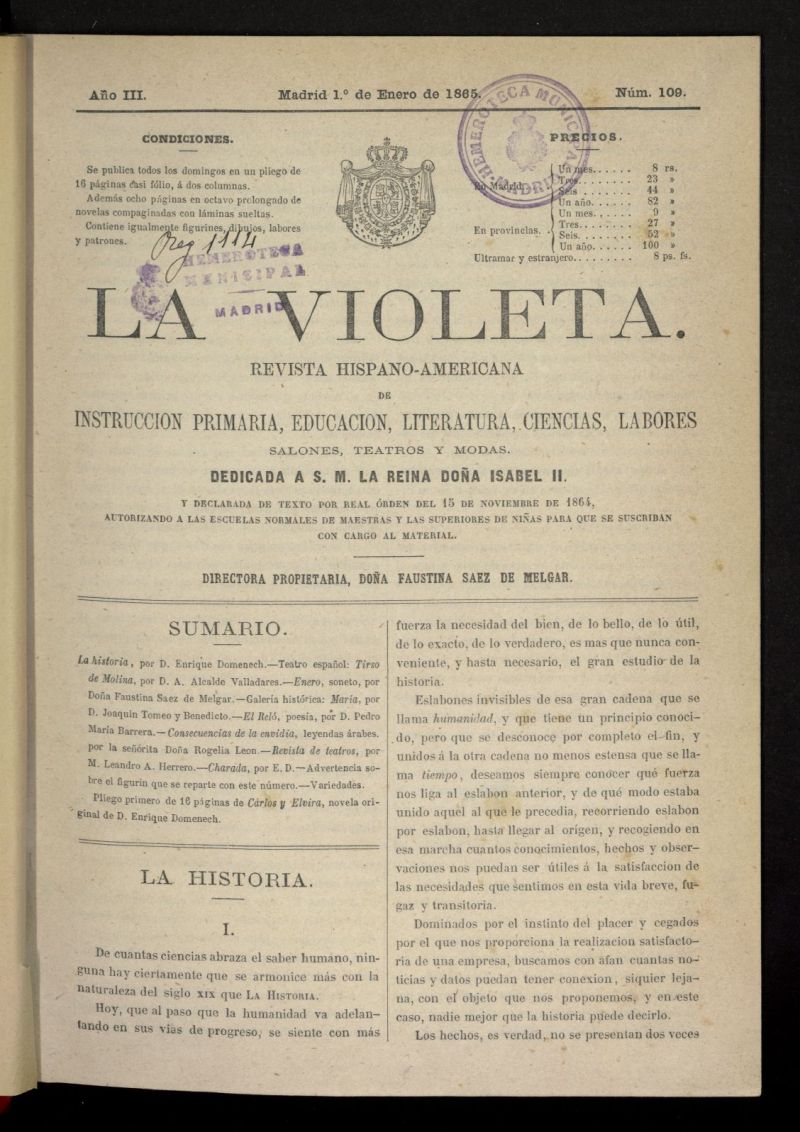 Año III.
Madrid 1.º de Enero de 1865.
Núm. 109.
CONDICIONES.
Se publica todos los domingos en un pliego de
16 páginas casi fólio, á dos columnas.
Además ocho páginas en octavo prolongado de
novelas compaginadas con láminas sueltas.
Contiene igualmente figurines, dibujos, labores
y patrones.
Reg 1114
HEMEROTECA
MUNICIPAL
MADRID
HEMEROTECA MUNICIPAL
MADRID
PRECIOS.
En Madrid.
Un mes. . . . . . 8 rs.
Tres. . . . . . . 23 »
Seis . . . . . . . 44 »
Un año. . . . . . 82 »
En provincias. .
Un mes. . . . . . 9 »
Tres. . . . . . . 27 »
Seis. . . . . . . 52 »
Un año. . . . . . 100 »
Ultramar y estranjero. . . . . . . . . 8 ps. fs.
LA VIOLETA.
REVISTA HISPANO-AMERICANA
DE
INSTRUCCION PRIMARIA, EDUCACION, LITERATURA, CIENCIAS, LABORES
SALONES, TEATROS Y MODAS.
DEDICADA A S. M. LA REINA DOÑA ISABEL II.
Y DECLARADA DE TEXTO POR REAL ÓRDEN DEL 15 DE NOVIEMBRE DE 1864,
AUTORIZANDO A LAS ESCUELAS NORMALES DE MAESTRAS Y LAS SUPERIORES DE NIÑAS PARA QUE SE SUSCRIBAN
CON CARGO AL MATERIAL.
DIRECTORA PROPIETARIA, DOÑA FAUSTINA SAEZ DE MELGAR.
SUMARIO.
La historia, por D. Enrique Domenech.—Teatro español: Tirso
de Molina, por D. A. Alcalde Valladares.—Enero, soneto, por
Doña Faustina Saez de Melgar.—Galería histórica: María, por
D. Joaquin Tomeo y Benedicto.—El Reló, poesía, por D. Pedro
María Barrera.—Consecuencias de la envidia, leyendas árabes.
por la señórita Doña Rogelia Leon.—Revista de teatros, por
M. Leandro A. Herrero.—Charada, por E. D.—Advertencia so-
bre el figurin que se reparte con este número.—Variedades.
Pliego primero de 16 páginas de Cárlos y Elvira, novela ori-
ginal de D. Enrique Domenech.
LA HISTORIA.
I.
De cuantas ciencias abraza el saber humano, nin-
guna hay ciertamente que se armonice más con la
naturaleza del siglo XIX que LA HISTORIA.
Hoy, que al paso que la humanidad va adelan-
tando en sus vias de progreso, se siente con más
fuerza la necesidad del bien, de lo bello, de lo útil,
de lo exacto, de lo verdadero, es mas que nunca con-
veniente, y hasta necesario, el gran estudio de la
historia.
Eslabones invisibles de esa gran cadena que se
llama humanidad, y que tiene un principio conoci-
do, pero que se desconoce por completo el fin, y
unidos á la otra cadena no menos estensa que se lla-
ma tiempo, deseamos siempre conocer qué fuerza
nos liga al eslabon anterior, y de qué modo estaba
unido aquel al que le precedia, recorriendo eslabon
por eslabon, hasta llegar al orígen, y recogiendo en
esa marcha cuantos conocimientos, hechos y obser-
vaciones nos puedan ser útiles á la satisfaccion de
las necesidades que sentimos en esta vida breve, fu-
gaz y transitoria.
Dominados por el instinto del placer y cegados
por el que nos proporciona la realizacion satisfacto-
ria de una empresa, buscamos con afan cuantas no-
ticias y datos puedan tener conexion, siquier leja-
na, con el objeto que nos proponemos, y en este
caso, nadie mejor que la historia puede decirlo.
Los hechos, es verdad, no se presentan dos veces